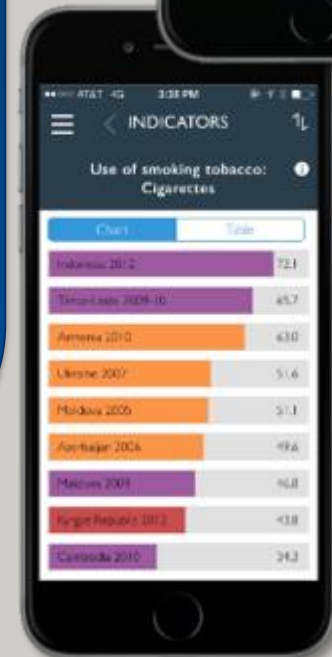 AT&T 4G 3:38 PM
INDICATORS
Use of smoking tobacco:
Cigarettes
Chart Table
Indonesia 2012 72.1
Timor-Leste 2009-10 65.7
Armenia 2010 63.0
Ukraine 2007 51.6
Moldova 2005 51.1
Azerbaijan 2006 49.6
Maldives 2009 46.8
Kyrgyz Republic 2012 43.8
Cambodia 2010 34.3